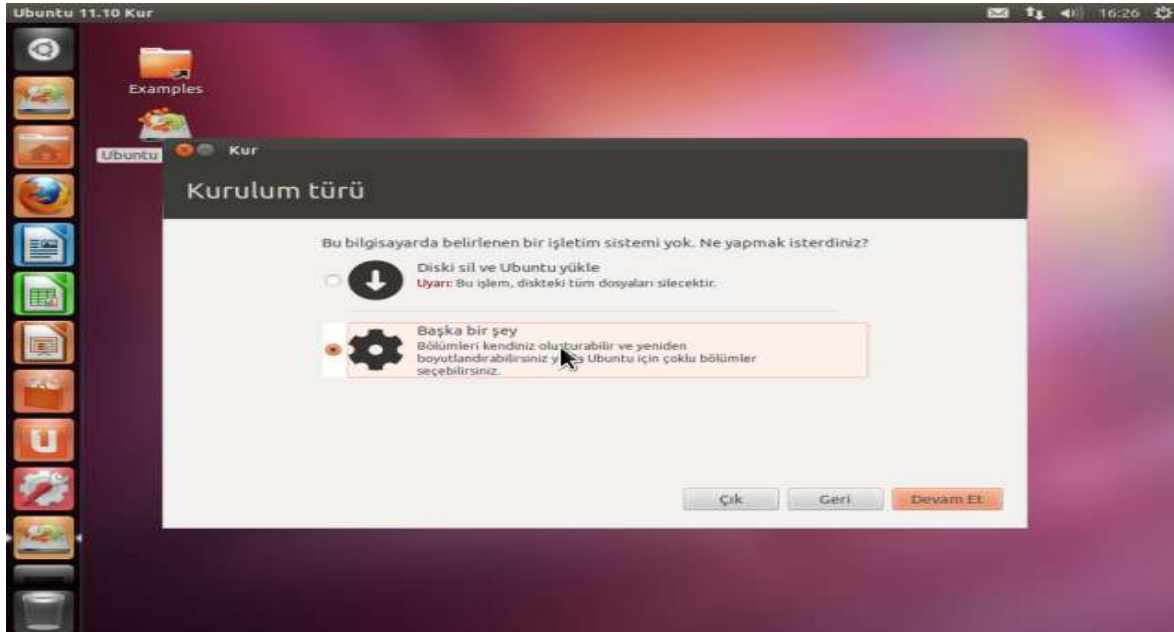 Ubuntu 11.10 Kur
16:26
Examples
Ubuntu
Kur
Kurulum türü
Bu bilgisayarda belirlenen bir işletim sistemi yok. Ne yapmak isterdiniz?
Diski sil ve Ubuntu yükle
Uyarı: Bu işlem, diskteki tüm dosyaları silecektir.
Başka bir şey
Bölümleri kendiniz oluşturabilir ve yeniden
boyutlandırabilirsiniz Ubuntu için çoklu bölümler
seçebilirsiniz.
Çık
Geri
Devam Et